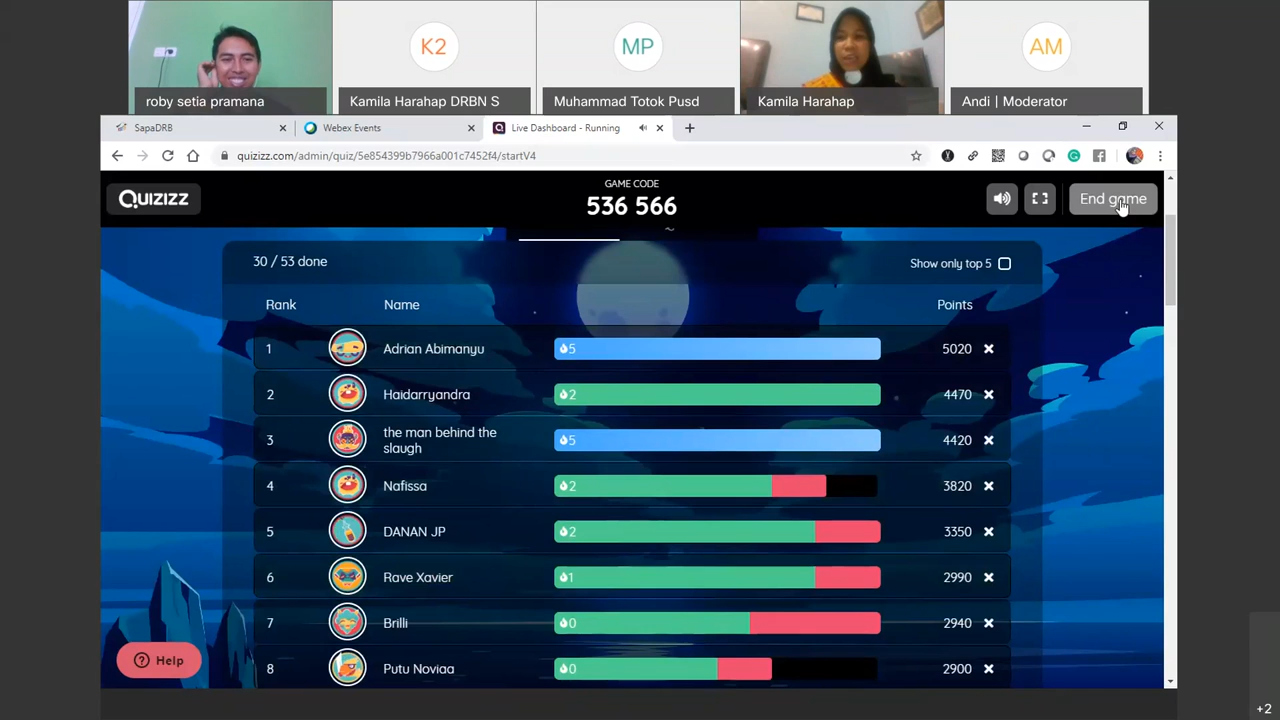 K2
MP
AM
roby setia pramana
Kamila Harahap DRBN S
Muhammad Totok Pusd
Kamila Harahap
Andi | Moderator
SapaDRB
Webex Events
Live Dashboard - Running
quizizz.com/admin/quiz/5e854399b7966a001c7452f4/startV4
QUIZIZZ
GAME CODE
536 566
End game
30 / 53 done
Show only top 5
Rank Name Points
1 Adrian Abimanyu 5 5020
2 Haidarryandra 2 4470
3 the man behind the
slaugh 5 4420
4 Nafissa 2 3820
5 DANAN JP 2 3350
6 Rave Xavier 1 2990
7 Brilli 0 2940
8 Putu Noviaa 0 2900
Help
+2